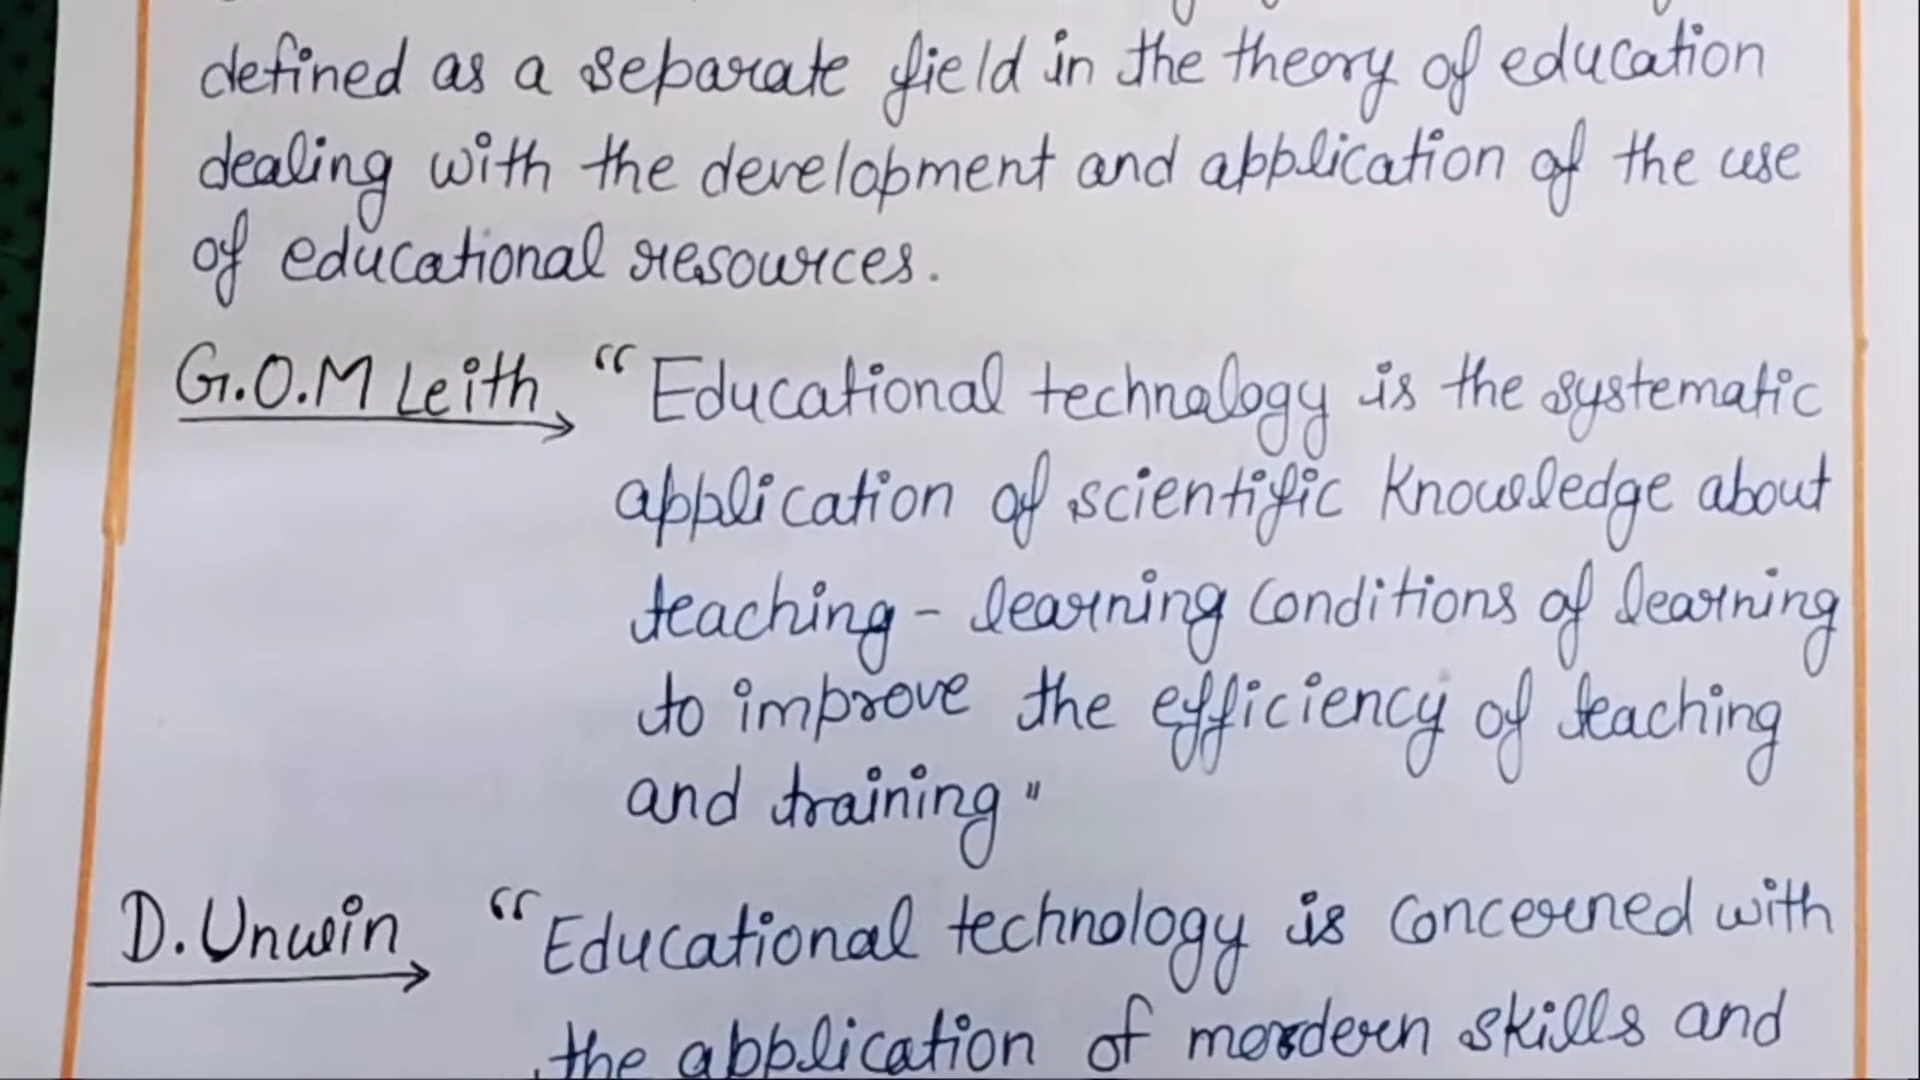 defined as a separate field in the theory of education
dealing with the development and application of the use
of educational resources.
G.O.M Leith “Educational technology is the systematic
application of scientific Knowledge about
teaching - learning conditions of learning
to improve the efficiency of teaching
and training"
D. Unwin “Educational technology is concerned with
the application of mordern skills and